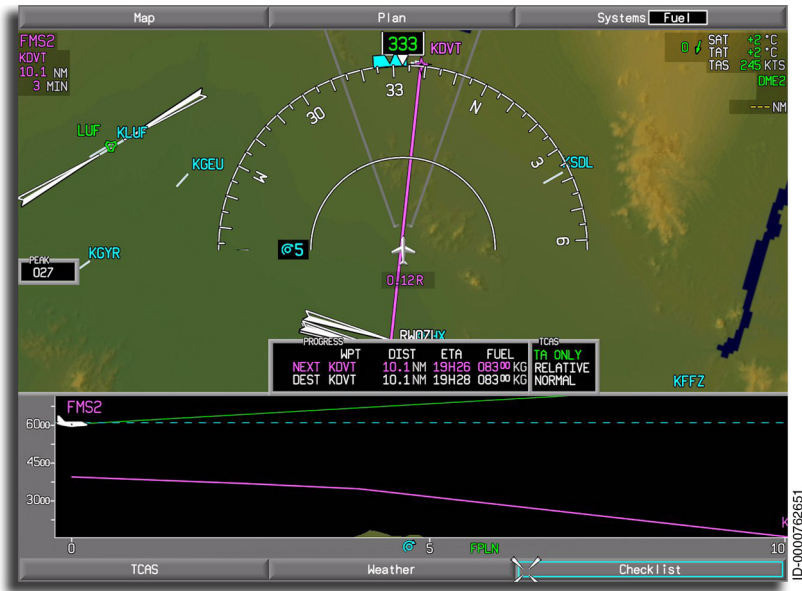 Map Plan Systems Fuel
FMS2
KDVT
10.1 NM
3 MIN
333 KDVT
0 SAT +2°C
TAT +2°C
TAS 245 KTS
DME2
--- NM
30 33 N
W 3
6
LUF KLUF
KGEU
KSDL
KGYR
5
PEAK
027
0.12R
PROGRESS
WPT DIST ETA FUEL
NEXT KDVT 10.1 NM 19H26 08300 KG
DEST KDVT 10.1 NM 19H28 08300 KG
TCAS
TA ONLY
RELATIVE
NORMAL
KFFZ
FMS2
6000
4500
3000
K
0 5 FPLN 10
TCAS Weather Checklist
ID-0000762651